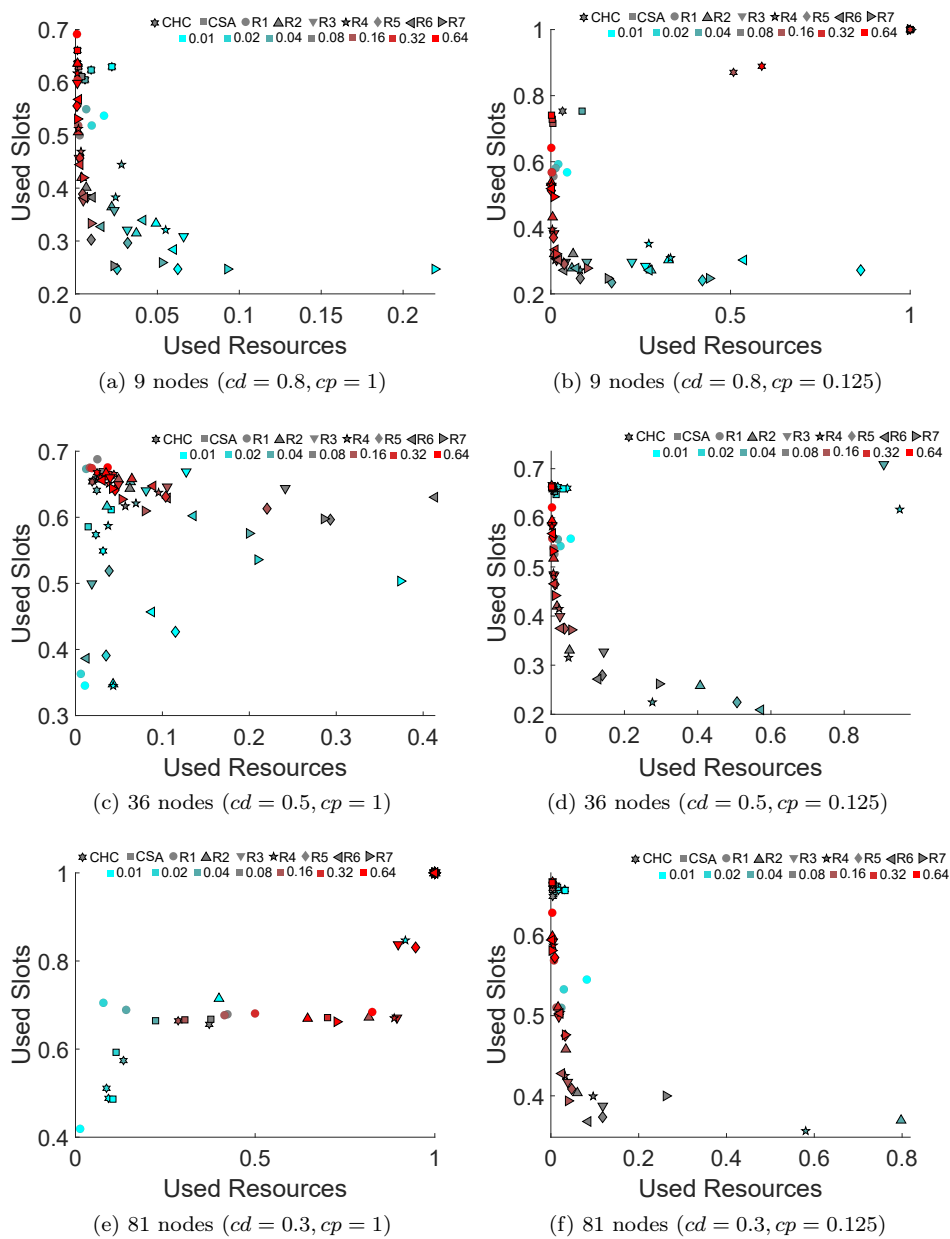 CHC CSA R1 R2 R3 R4 R5 R6 R7
0.01 0.02 0.04 0.08 0.16 0.32 0.64
0.7
0.6
0.5
0.4
0.3
0.2
Used Slots
0 0.05 0.1 0.15 0.2
Used Resources
(a) 9 nodes (cd = 0.8, cp = 1)
CHC CSA R1 R2 R3 R4 R5 R6 R7
0.01 0.02 0.04 0.08 0.16 0.32 0.64
1
0.8
0.6
0.4
0.2
Used Slots
0 0.5 1
Used Resources
(b) 9 nodes (cd = 0.8, cp = 0.125)
CHC CSA R1 R2 R3 R4 R5 R6 R7
0.01 0.02 0.04 0.08 0.16 0.32 0.64
0.7
0.6
0.5
0.4
0.3
Used Slots
0 0.1 0.2 0.3 0.4
Used Resources
(c) 36 nodes (cd = 0.5, cp = 1)
CHC CSA R1 R2 R3 R4 R5 R6 R7
0.01 0.02 0.04 0.08 0.16 0.32 0.64
0.7
0.6
0.5
0.4
0.3
0.2
Used Slots
0 0.2 0.4 0.6 0.8
Used Resources
(d) 36 nodes (cd = 0.5, cp = 0.125)
CHC CSA R1 R2 R3 R4 R5 R6 R7
0.01 0.02 0.04 0.08 0.16 0.32 0.64
1
0.8
0.6
0.4
Used Slots
0 0.5 1
Used Resources
(e) 81 nodes (cd = 0.3, cp = 1)
CHC CSA R1 R2 R3 R4 R5 R6 R7
0.01 0.02 0.04 0.08 0.16 0.32 0.64
0.6
0.5
0.4
Used Slots
0 0.2 0.4 0.6 0.8
Used Resources
(f) 81 nodes (cd = 0.3, cp = 0.125)